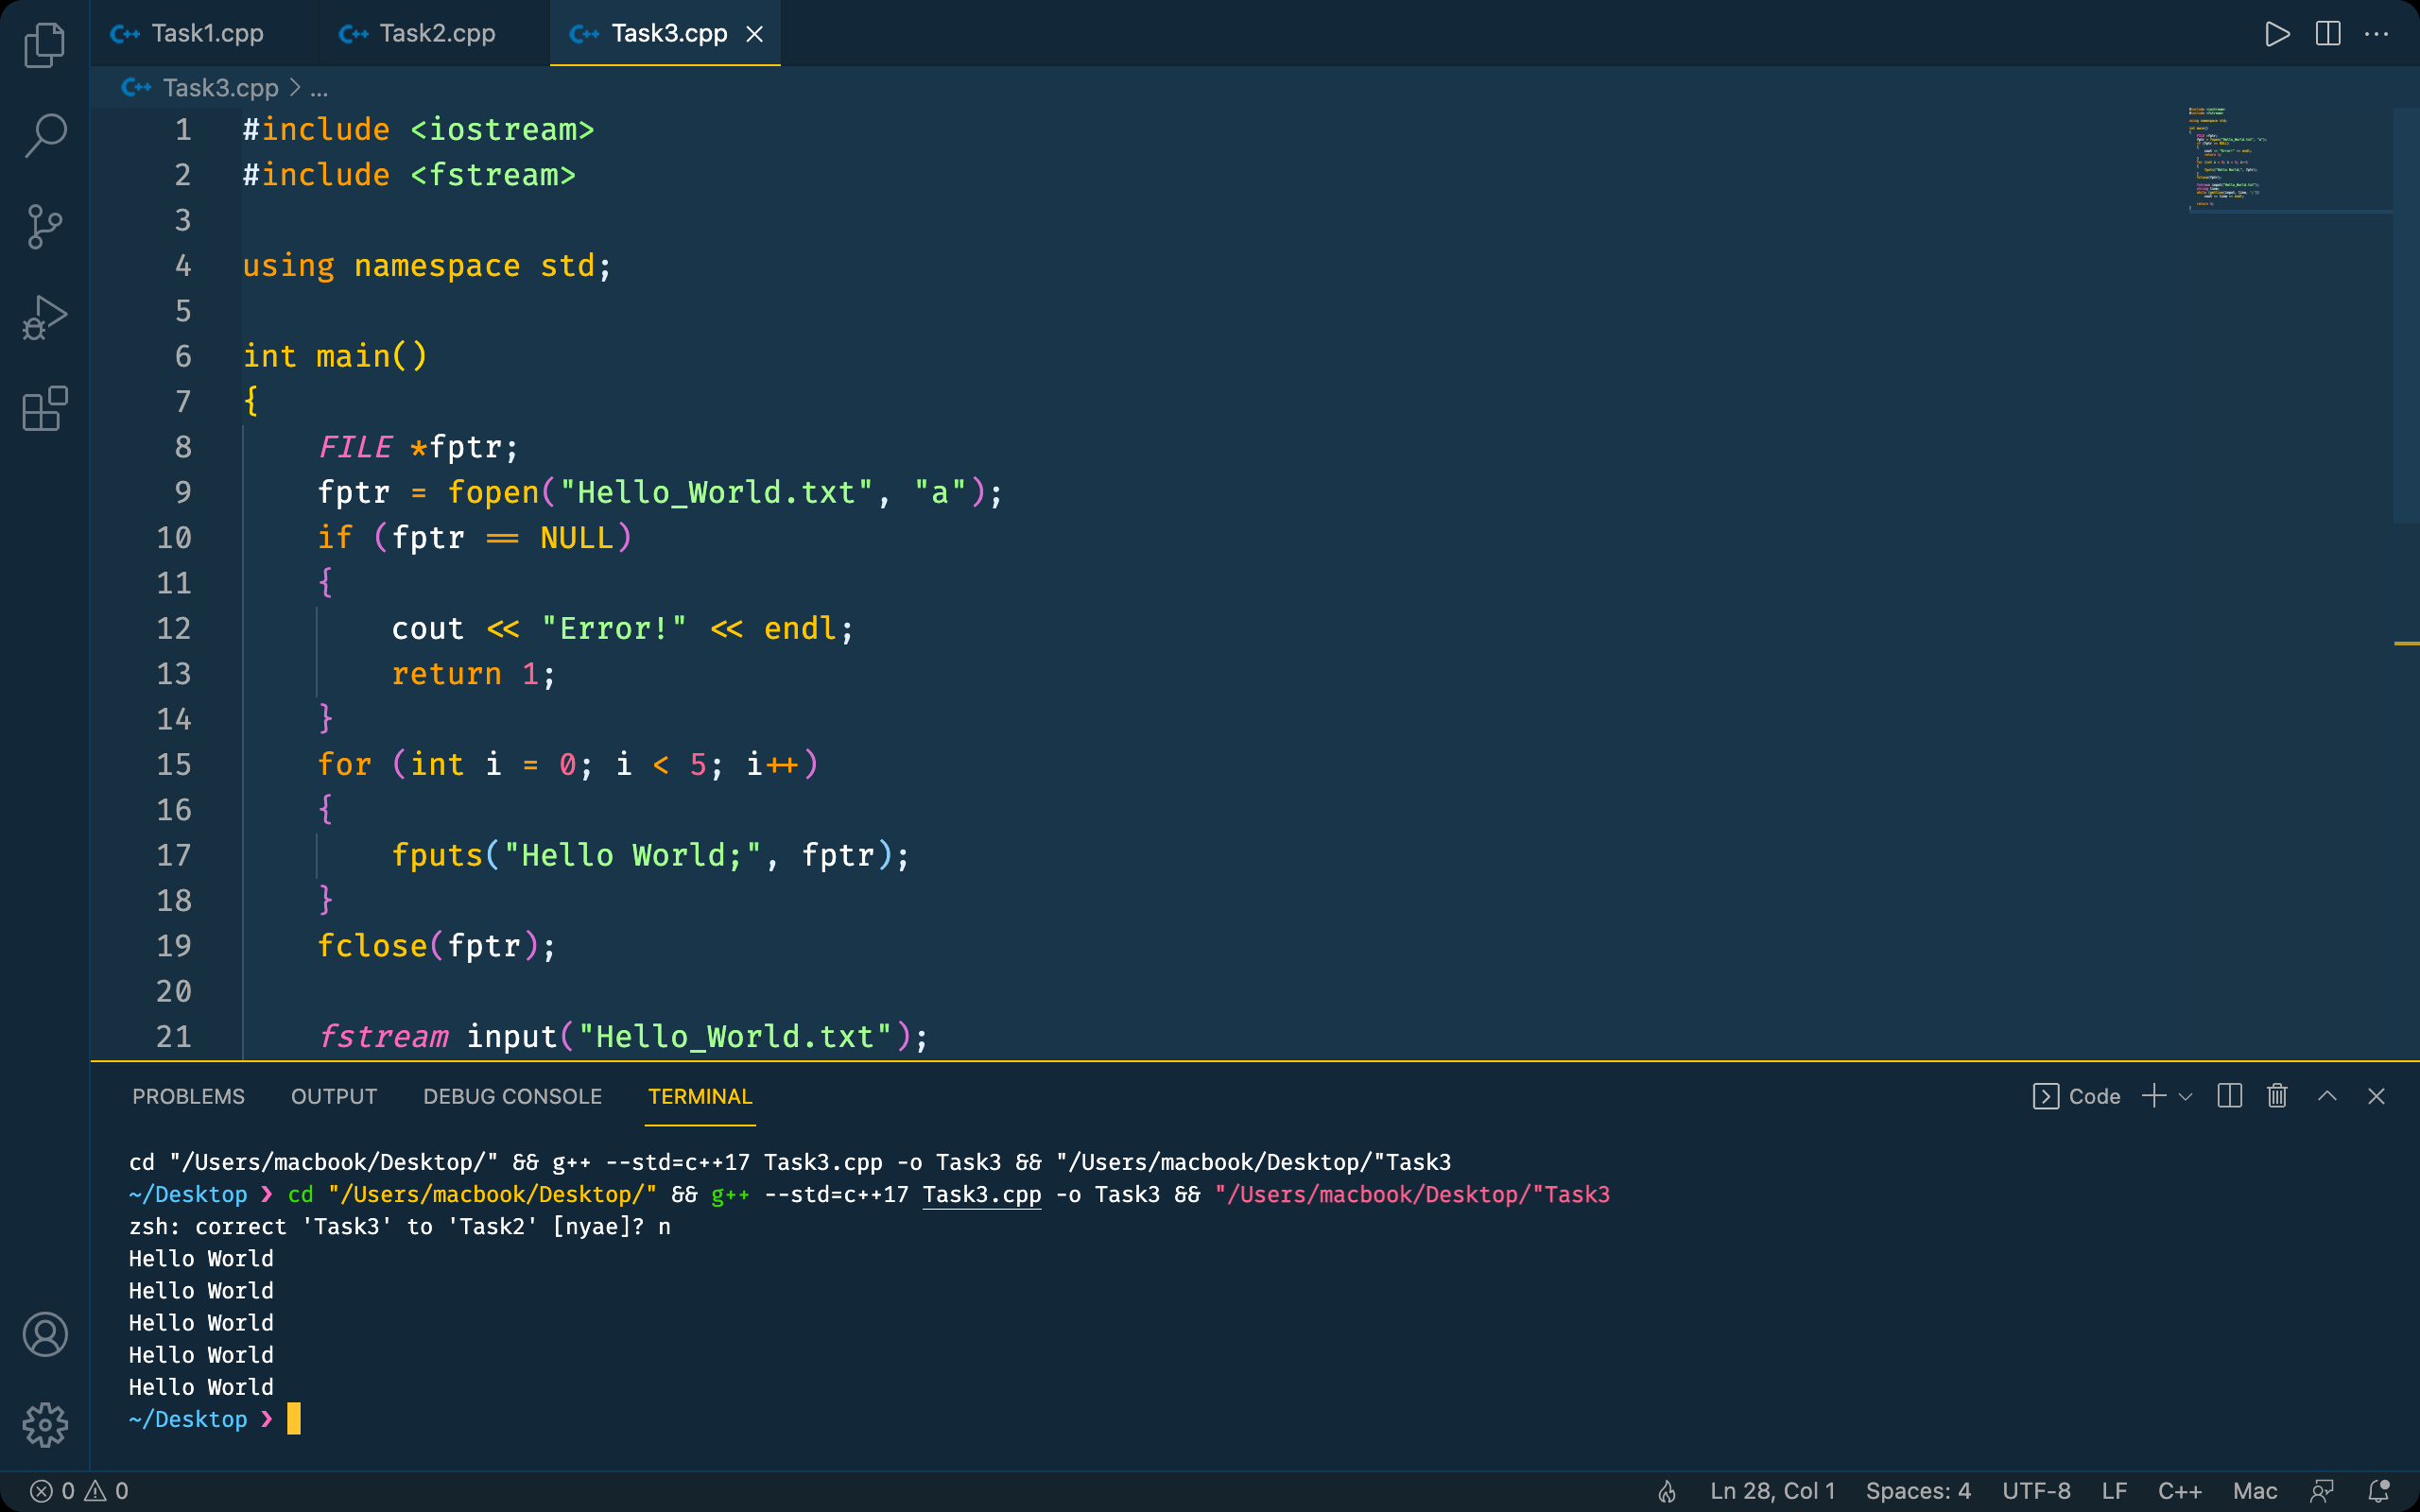 Task1.cpp Task2.cpp Task3.cpp
Task3.cpp > ...
1 #include <iostream>
2 #include <fstream>
3
4 using namespace std;
5
6 int main()
7 {
8 FILE *fptr;
9 fptr = fopen("Hello_World.txt", "a");
10 if (fptr == NULL)
11 {
12 cout << "Error!" << endl;
13 return 1;
14 }
15 for (int i = 0; i < 5; i++)
16 {
17 fputs("Hello World;", fptr);
18 }
19 fclose(fptr);
20
21 fstream input("Hello_World.txt");
PROBLEMS OUTPUT DEBUG CONSOLE TERMINAL Code
cd "/Users/macbook/Desktop/" && g++ --std=c++17 Task3.cpp -o Task3 && "/Users/macbook/Desktop/"Task3
~/Desktop ❯ cd "/Users/macbook/Desktop/" && g++ --std=c++17 Task3.cpp -o Task3 && "/Users/macbook/Desktop/"Task3
zsh: correct 'Task3' to 'Task2' [nyae]? n
Hello World
Hello World
Hello World
Hello World
Hello World
~/Desktop ❯
0 0 Ln 28, Col 1 Spaces: 4 UTF-8 LF C++ Mac